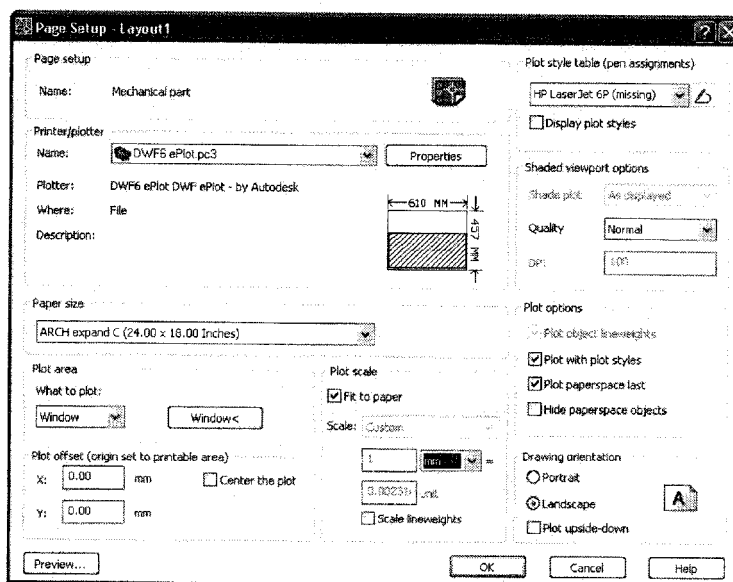 Page Setup - Layout1
Page setup
Name: Mechanical part
Printer/plotter
Name: DWF6 ePlot.pc3 Properties
Plotter: DWF6 ePlot DWF ePlot - by Autodesk
Where: File
Description:
610 MM
457 MM
Paper size
ARCH expand C (24.00 x 18.00 Inches)
Plot area
What to plot:
Window Window<
Plot offset (origin set to printable area)
X: 0.00 mm Center the plot
Y: 0.00 mm
Plot scale
Fit to paper
Scale: Custom
1 mm =
unit
Scale lineweights
Plot style table (pen assignments)
HP LaserJet 6P (missing)
Display plot styles
Shaded viewport options
Shade plot As displayed
Quality Normal
DPI 100
Plot options
Plot object lineweights
Plot with plot styles
Plot paperspace last
Hide paperspace objects
Drawing orientation
Portrait
Landscape
A
Plot upside-down
Preview... OK Cancel Help